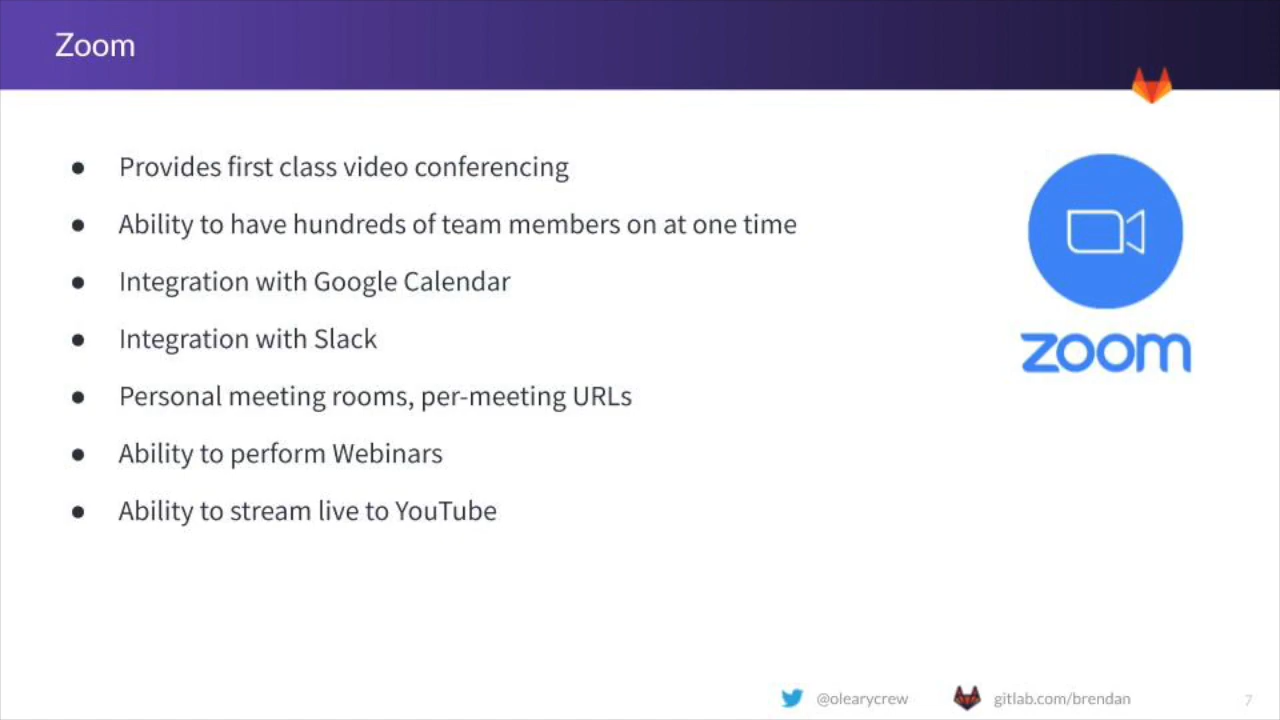 Zoom
● Provides first class video conferencing
● Ability to have hundreds of team members on at one time
● Integration with Google Calendar
● Integration with Slack
● Personal meeting rooms, per-meeting URLs
● Ability to perform Webinars
● Ability to stream live to YouTube
zoom
@olearycrew gitlab.com/brendan 7